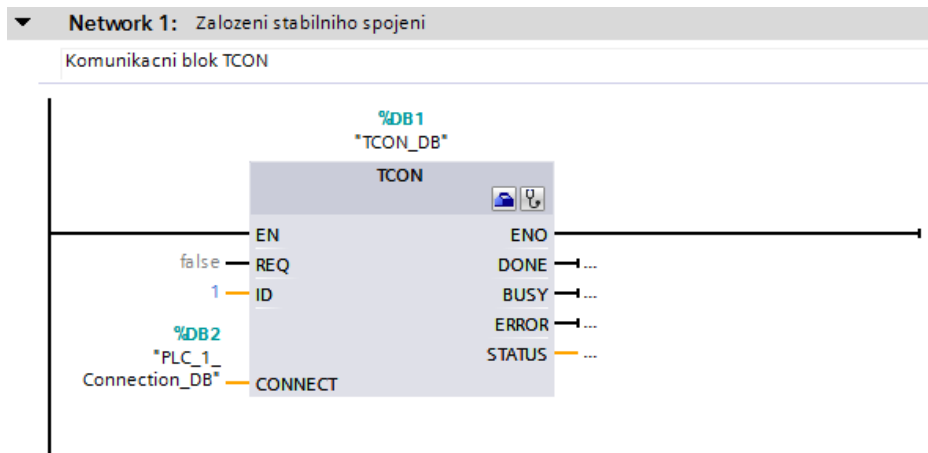 Network 1: Zalozeni stabilniho spojeni
Komunikacni blok TCON
%DB1
"TCON_DB"
TCON
EN ENO
false REQ DONE ...
1 ID BUSY ...
ERROR ...
%DB2
STATUS ...
"PLC_1_
Connection_DB" CONNECT